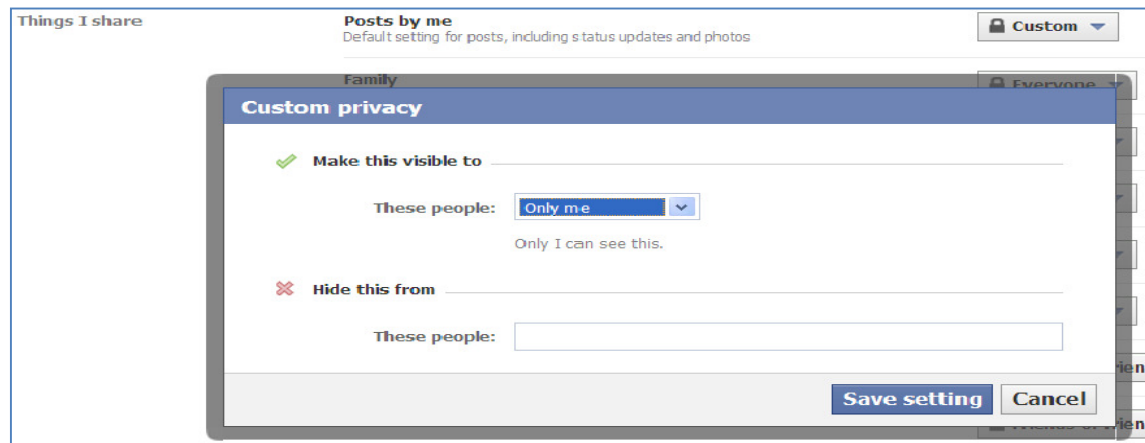 Things I share
Posts by me
Default setting for posts, including status updates and photos
Custom
Family
Everyone
Custom privacy
Make this visible to
These people: Only me
Only I can see this.
Hide this from
These people:
Save setting Cancel